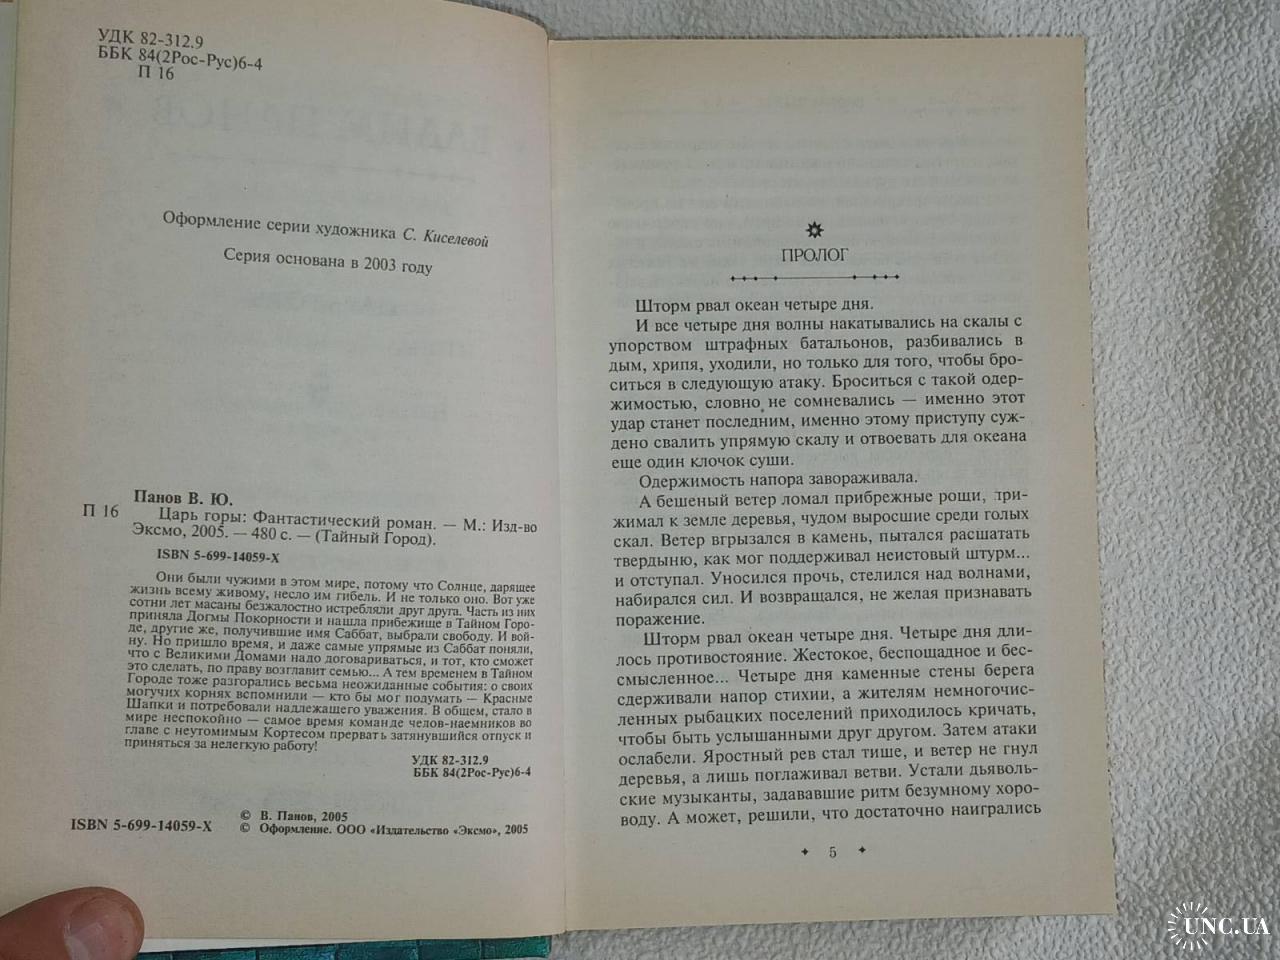 УДК 82-312.9
ББК 84(2Рос-Рус)6-4
П 16
Оформление серии художника С. Киселевой
Серия основана в 2003 году
Панов В. Ю.
П 16 Царь горы: Фантастический роман. — М.: Изд-во
Эксмо, 2005. — 480 с. — (Тайный Город).
ISBN 5-699-14059-X
Они были чужими в этом мире, потому что Солнце, дарящее
жизнь всему живому, несло им гибель. И не только оно. Вот уже
сотни лет масаны безжалостно истребляли друг друга. Часть из них
приняла Догмы Покорности и нашла прибежище в Тайном Горо-
де, другие же, получившие имя Саббат, выбрали свободу. И вой-
ну. Но пришло время, и даже самые упрямые из Саббат поняли,
что с Великими Домами надо договариваться, и тот, кто сможет
это сделать, по праву возглавит семью... А тем временем в Тайном
Городе тоже разгорались весьма неожиданные события: о своих
могучих корнях вспомнили — кто бы мог подумать — Красные
Шапки и потребовали надлежащего уважения. В общем, стало в
мире неспокойно — самое время команде челов-наемников во
главе с неутомимым Кортесом прервать затянувшийся отпуск и
приняться за нелегкую работу!
УДК 82-312.9
ББК 84(2Рос-Рус)6-4
© В. Панов, 2005
ISBN 5-699-14059-X © Оформление. ООО «Издательство «Эксмо», 2005
ПРОЛОГ
Шторм рвал океан четыре дня.
И все четыре дня волны накатывались на скалы с
упорством штрафных батальонов, разбивались в
дым, хрипя, уходили, но только для того, чтобы бро-
ситься в следующую атаку. Броситься с такой одер-
жимостью, словно не сомневались — именно этот
удар станет последним, именно этому приступу суж-
дено свалить упрямую скалу и отвоевать для океана
еще один клочок суши.
Одержимость напора завораживала.
А бешеный ветер ломал прибрежные рощи, при-
жимал к земле деревья, чудом выросшие среди голых
скал. Ветер вгрызался в камень, пытался расшатать
твердыню, как мог поддерживал неистовый штурм...
и отступал. Уносился прочь, стелился над волнами,
набирался сил. И возвращался, не желая признавать
поражение.
Шторм рвал океан четыре дня. Четыре дня дли-
лось противостояние. Жестокое, беспощадное и бес-
смысленное... Четыре дня каменные стены берега
сдерживали напор стихии, а жителям немногочис-
ленных рыбацких поселений приходилось кричать,
чтобы быть услышанными друг другом. Затем атаки
ослабели. Яростный рев стал тише, и ветер не гнул
деревья, а лишь поглаживал ветви. Устали дьяволь-
ские музыканты, задававшие ритм безумному хоро-
воду. А может, решили, что достаточно наигрались
5
UNC.UA